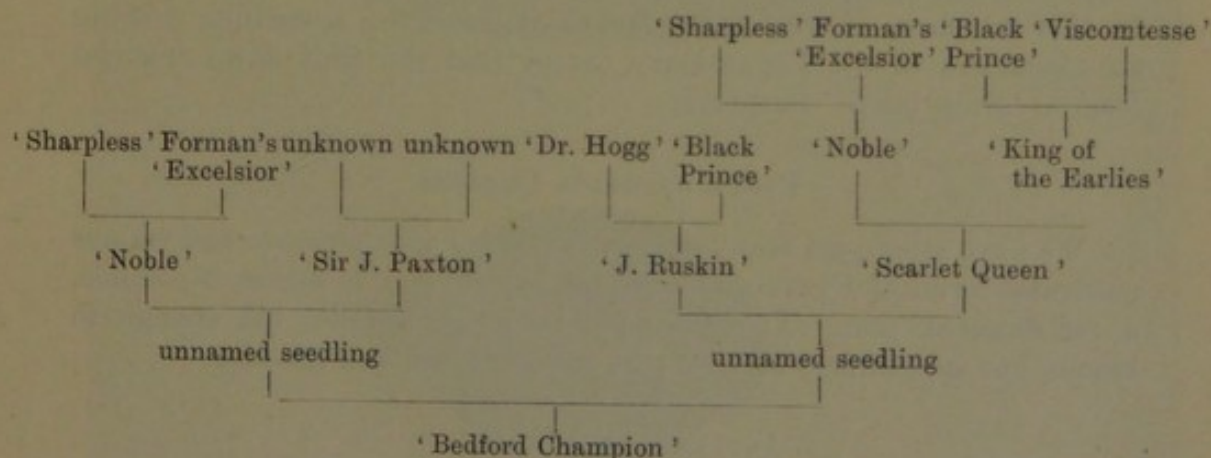 ‘ Sharpless ’ Forman’s ‘ Black ‘ Viscomtesse ’
‘ Excelsior ’ Prince ’
‘ Sharpless ’ Forman’s unknown unknown ‘ Dr. Hogg ’ ‘ Black ‘ Noble ’ ‘ King of
‘ Excelsior ’ Prince ’ the Earlies ’
‘ Noble ’ ‘ Sir J. Paxton ’ ‘ J. Ruskin ’ ‘ Scarlet Queen ’
unnamed seedling unnamed seedling
‘ Bedford Champion ’